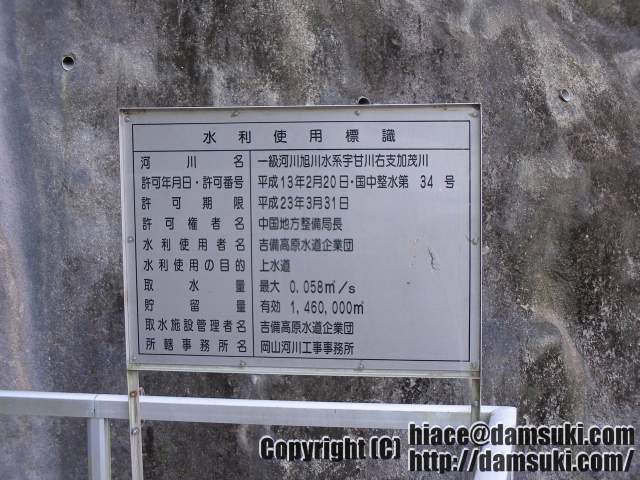 水利使用標識
河川名 一級河川旭川水系宇甘川右支加茂川
許可年月日・許可番号 平成13年2月20日・国中整水第 34 号
許可期限 平成23年3月31日
許可権者名 中国地方整備局長
水利使用者名 吉備高原水道企業団
水利使用の目的 上水道
取水量 最大 0.058㎥/s
貯留量 有効 1,460,000㎥
取水施設管理者名 吉備高原水道企業団
所轄事務所名 岡山河川工事事務所
Copyright (C) hiace@damsuki.com
http://damsuki.com/